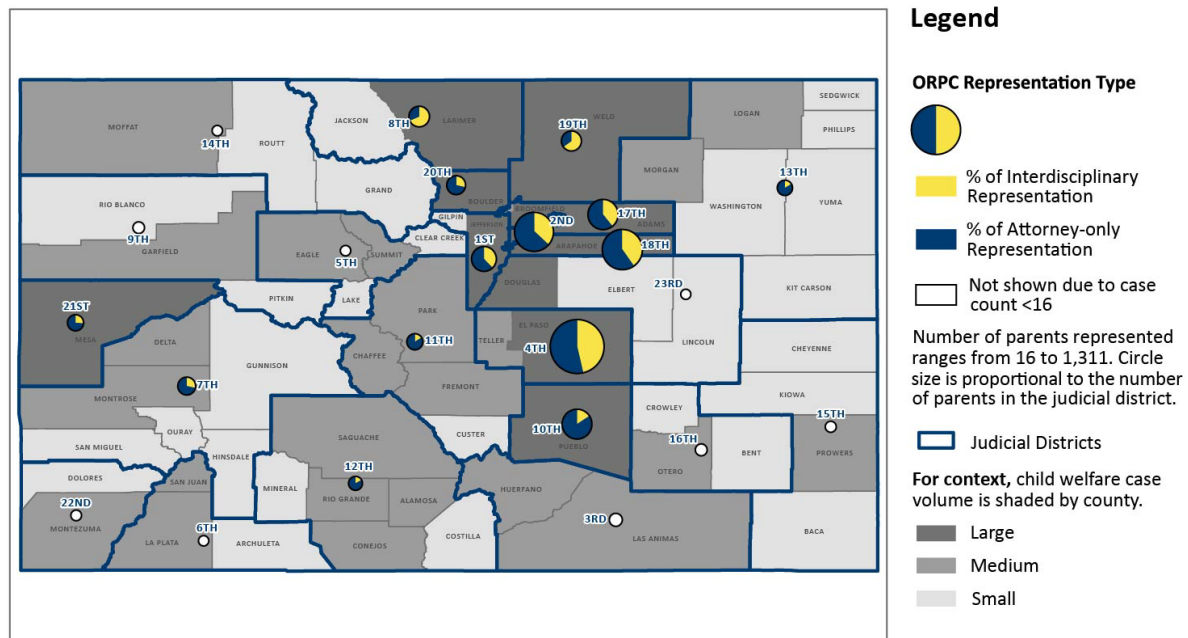 Legend
ORPC Representation Type
% of Interdisciplinary
Representation
% of Attorney-only
Representation
Not shown due to case
count <16
Number of parents represented
ranges from 16 to 1,311. Circle
size is proportional to the number
of parents in the judicial district.
Judicial Districts
For context, child welfare case
volume is shaded by county.
Large
Medium
Small
SEDGWICK
LOGAN
JACKSON
MOFFAT
8TH
LARIMER
WELD
19TH
PHILLIPS
14TH
ROUTT
20TH
MORGAN
13TH
GRAND
BOULDER
WASHINGTON
YUMA
RIO BLANCO
BROOMFIELD
GILPIN
JEFFERSON
2ND
17TH
ADAMS
9TH
CLEAR CREEK
1ST
ARAPAHOE
18TH
GARFIELD
EAGLE
SUMMIT
5TH
DOUGLAS
ELBERT
23RD
KIT CARSON
PITKIN
LAKE
21ST
MESA
PARK
DELTA
11TH
TELLER
EL PASO
4TH
LINCOLN
CHEYENNE
CHAFFEE
GUNNISON
7TH
FREMONT
KIOWA
MONTROSE
CROWLEY
15TH
OURAY
CUSTER
10TH
PUEBLO
SAGUACHE
16TH
SAN MIGUEL
HINSDALE
OTERO
BENT
PROWERS
12TH
DOLORES
SAN JUAN
MINERAL
RIO GRANDE
ALAMOSA
HUERFANO
22ND
3RD
MONTEZUMA
6TH
LA PLATA
ARCHULETA
CONEJOS
COSTILLA
LAS ANIMAS
BACA